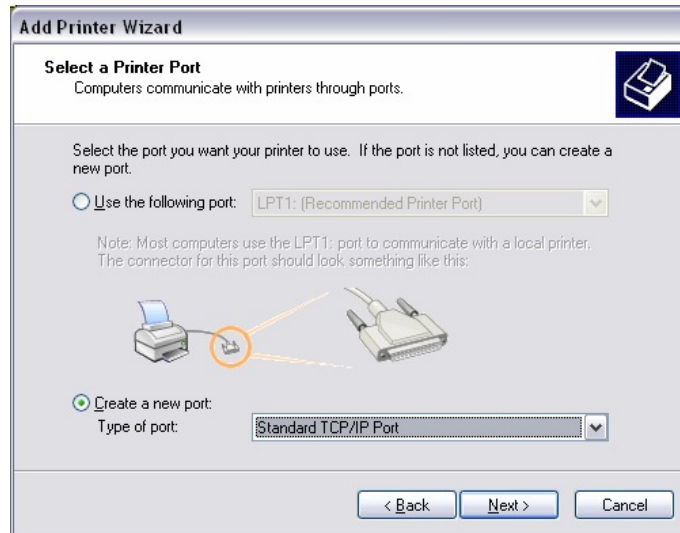 Add Printer Wizard
Select a Printer Port
Computers communicate with printers through ports.
Select the port you want your printer to use. If the port is not listed, you can create a
new port.
Use the following port: LPT1: (Recommended Printer Port)
Note: Most computers use the LPT1: port to communicate with a local printer.
The connector for this port should look something like this:
Create a new port:
Type of port: Standard TCP/IP Port
< Back Next > Cancel